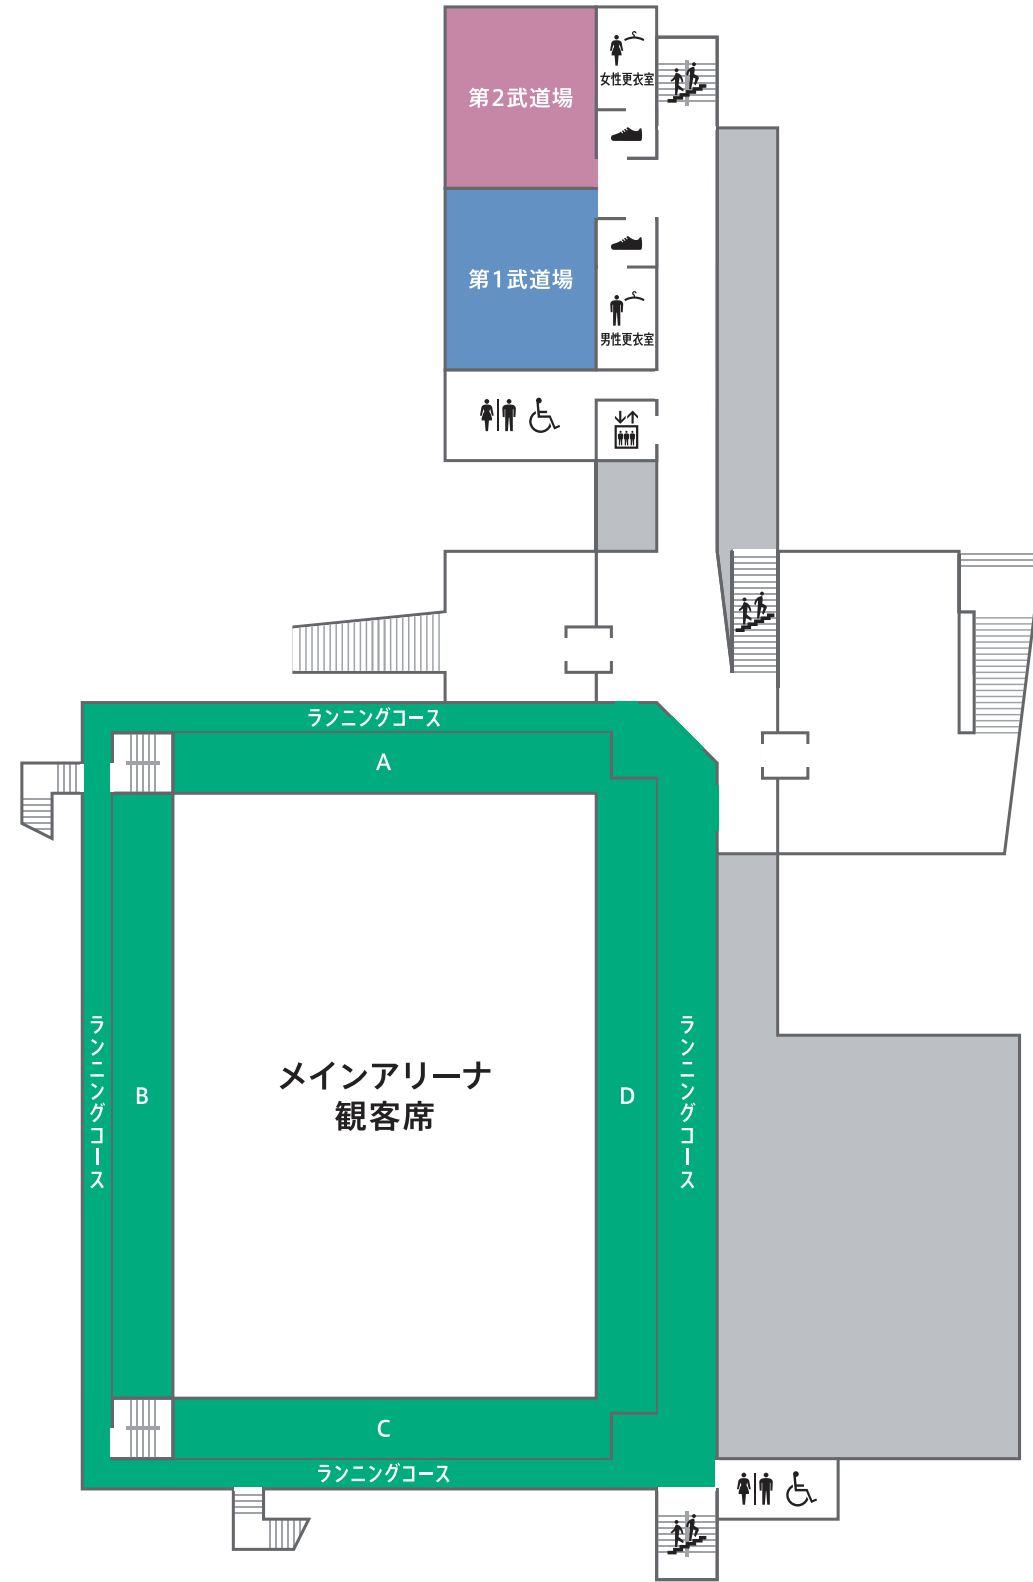 女性更衣室
第2武道場
第1武道場
男性更衣室
ランニングコース
A
ランニングコース
B
メインアリーナ
観客席
D
ランニングコース
C
ランニングコース